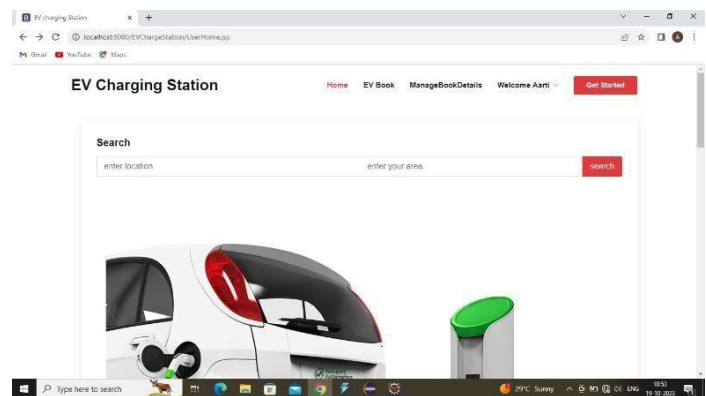 EV charging Station
localhost:8080/EVChargeStation/UserHome.jsp
Gmail YouTube Maps
EV Charging Station Home EV Book ManageBookDetails Welcome Aarti Get Started
Search
enter location enter your area search
Type here to search 29°C Sunny ENG 18:53
19-10-2023